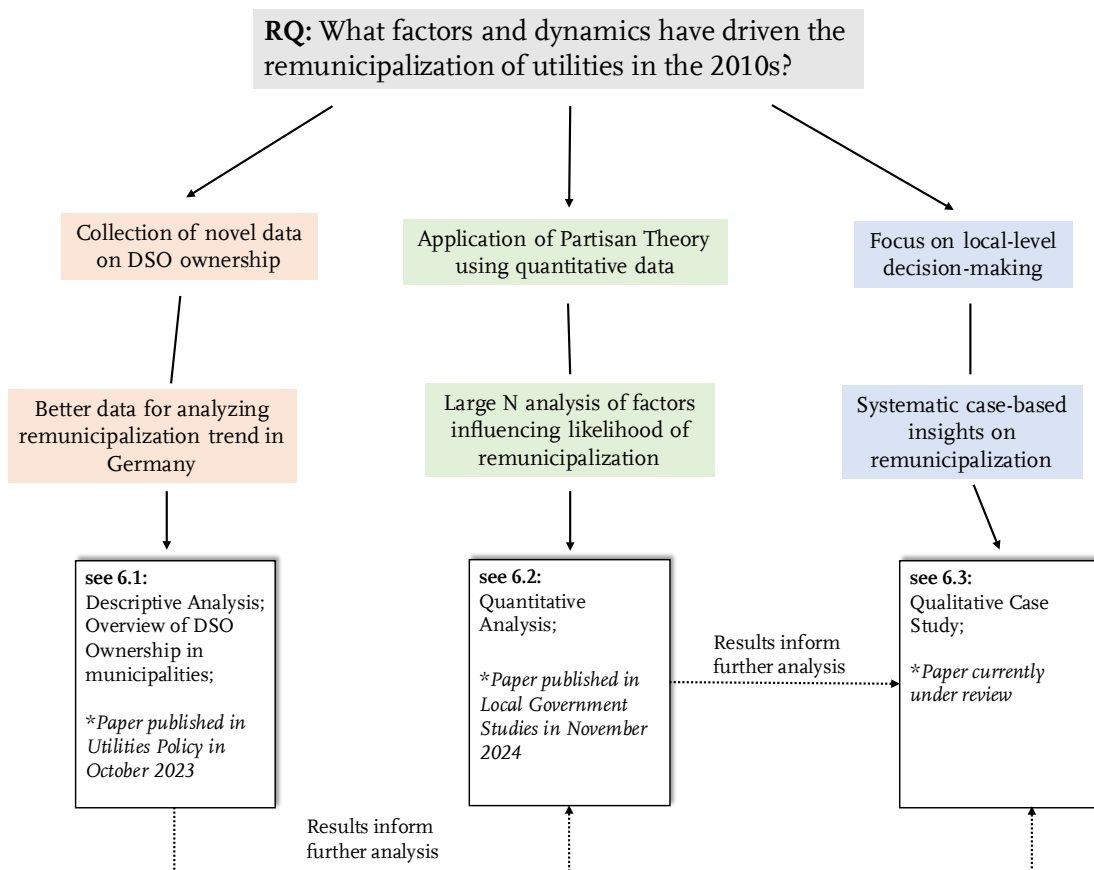 RQ: What factors and dynamics have driven the
remunicipalization of utilities in the 2010s?
Collection of novel data
on DSO ownership
Application of Partisan Theory
using quantitative data
Focus on local-level
decision-making
Better data for analyzing
remunicipalization trend in
Germany
Large N analysis of factors
influencing likelihood of
remunicipalization
Systematic case-based
insights on
remunicipalization
see 6.1:
Descriptive Analysis;
Overview of DSO
Ownership in
municipalities;
*Paper published in
Utilities Policy in
October 2023
see 6.2:
Quantitative
Analysis;
*Paper published in
Local Government
Studies in November
2024
Results inform
further analysis
see 6.3:
Qualitative Case
Study;
*Paper currently
under review
Results inform
further analysis